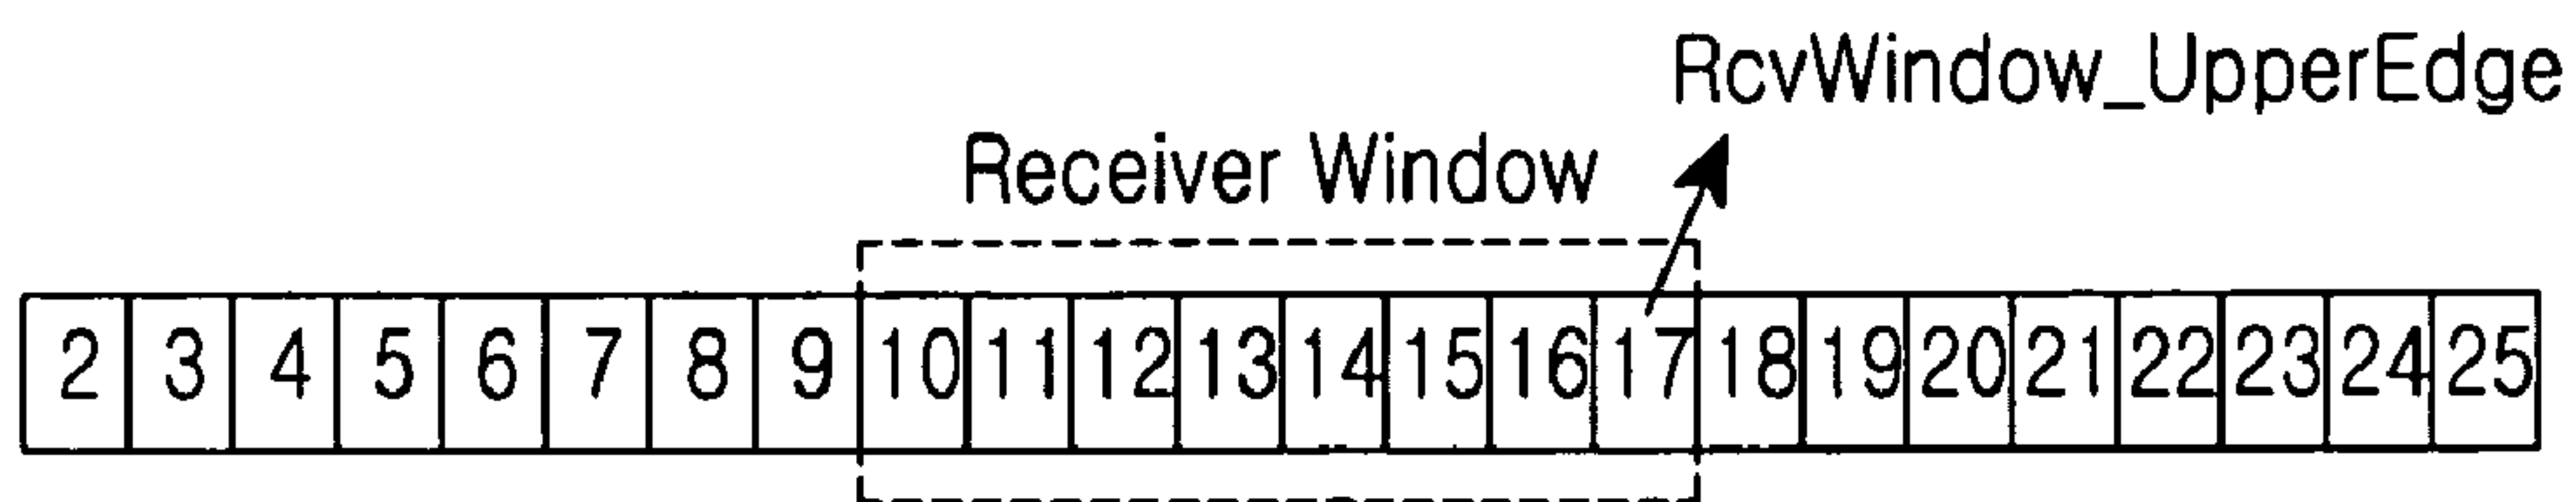 RcvWindow_UpperEdge
Receiver Window
2 3 4 5 6 7 8 9 10 11 12 13 14 15 16 17 18 19 20 21 22 23 24 25